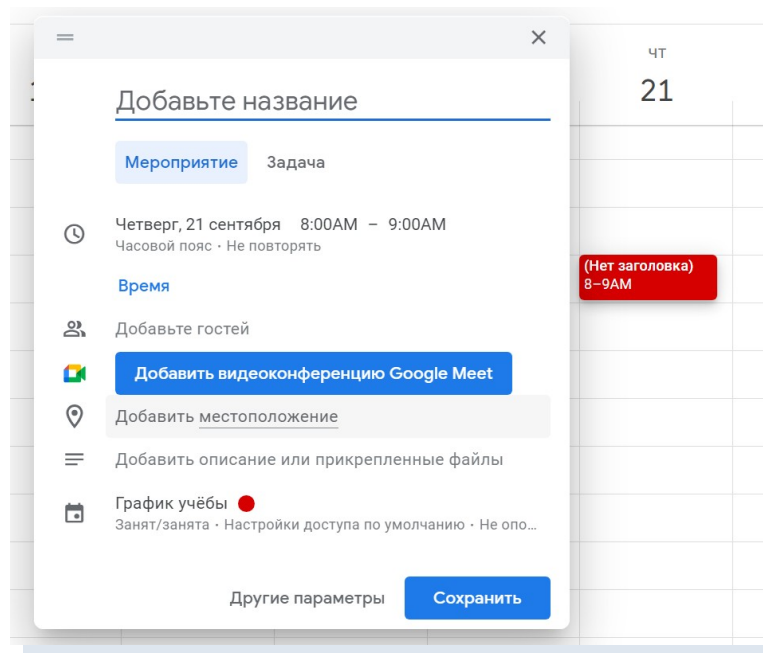 чт
21
Добавьте название
Мероприятие Задача
Четверг, 21 сентября 8:00AM – 9:00AM
Часовой пояс · Не повторять
Время
(Нет заголовка)
8–9AM
Добавьте гостей
Добавить видеоконференцию Google Meet
Добавить местоположение
Добавить описание или прикрепленные файлы
График учёбы
Занят/занята · Настройки доступа по умолчанию · Не опо...
Другие параметры Сохранить